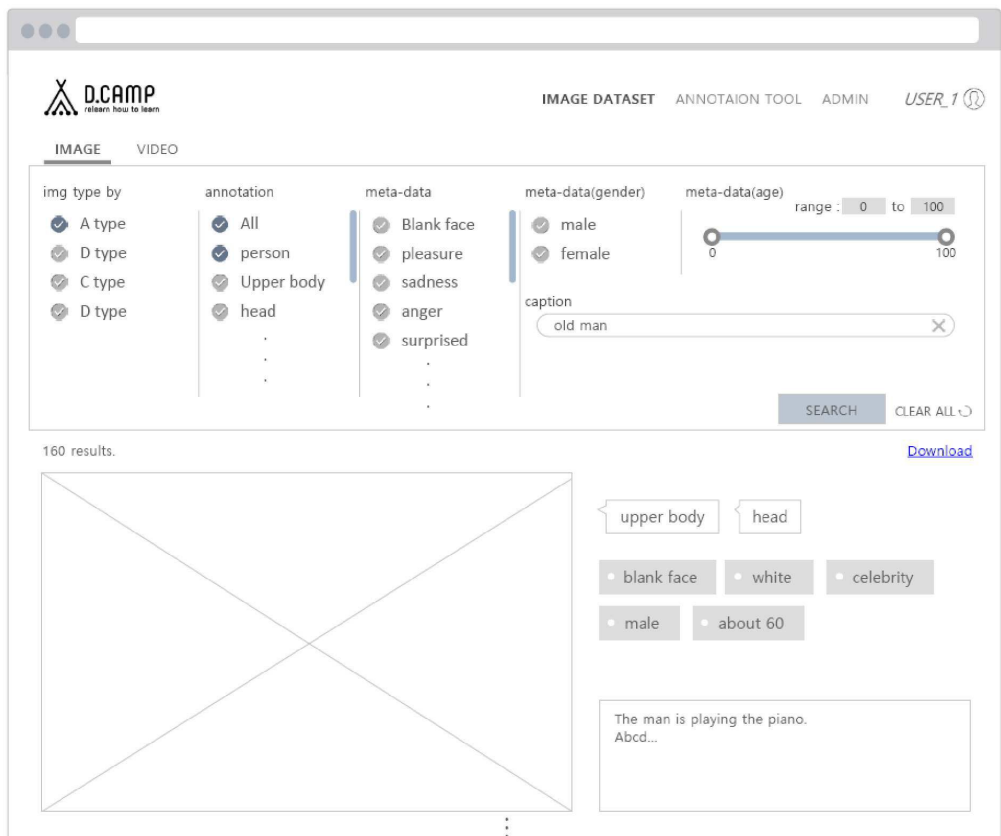 D.CAMP
relearn how to learn
IMAGE DATASET ANNOTAION TOOL ADMIN USER_1
IMAGE VIDEO
img type by
A type
D type
C type
D type
annotation
All
person
Upper body
head
meta-data
Blank face
pleasure
sadness
anger
surprised
meta-data(gender)
male
female
meta-data(age)
range : 0 to 100
0 100
caption
old man
SEARCH CLEAR ALL
160 results. Download
upper body head
blank face white celebrity
male about 60
The man is playing the piano.
Abcd...